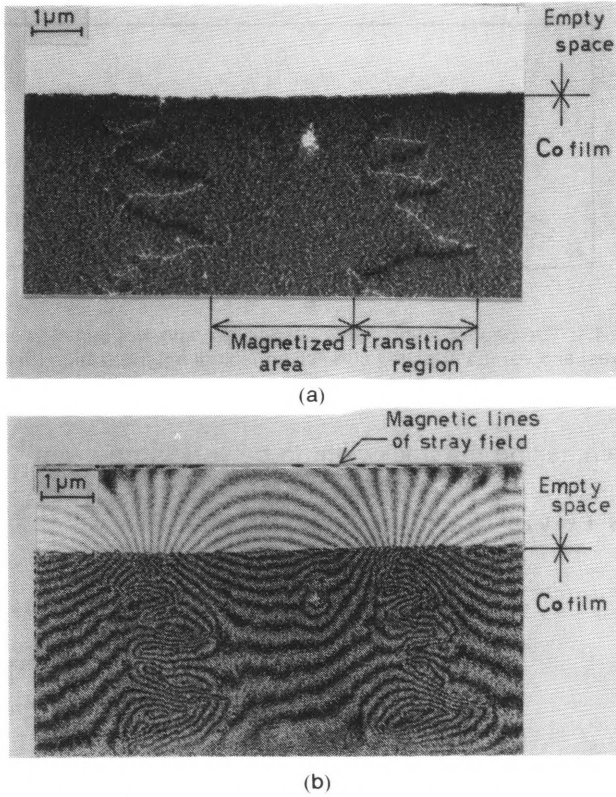 1μm
Empty
space
Co film
Magnetized
area
Transition
region
(a)
Magnetic lines
of stray field
1μm
Empty
space
Co film
(b)